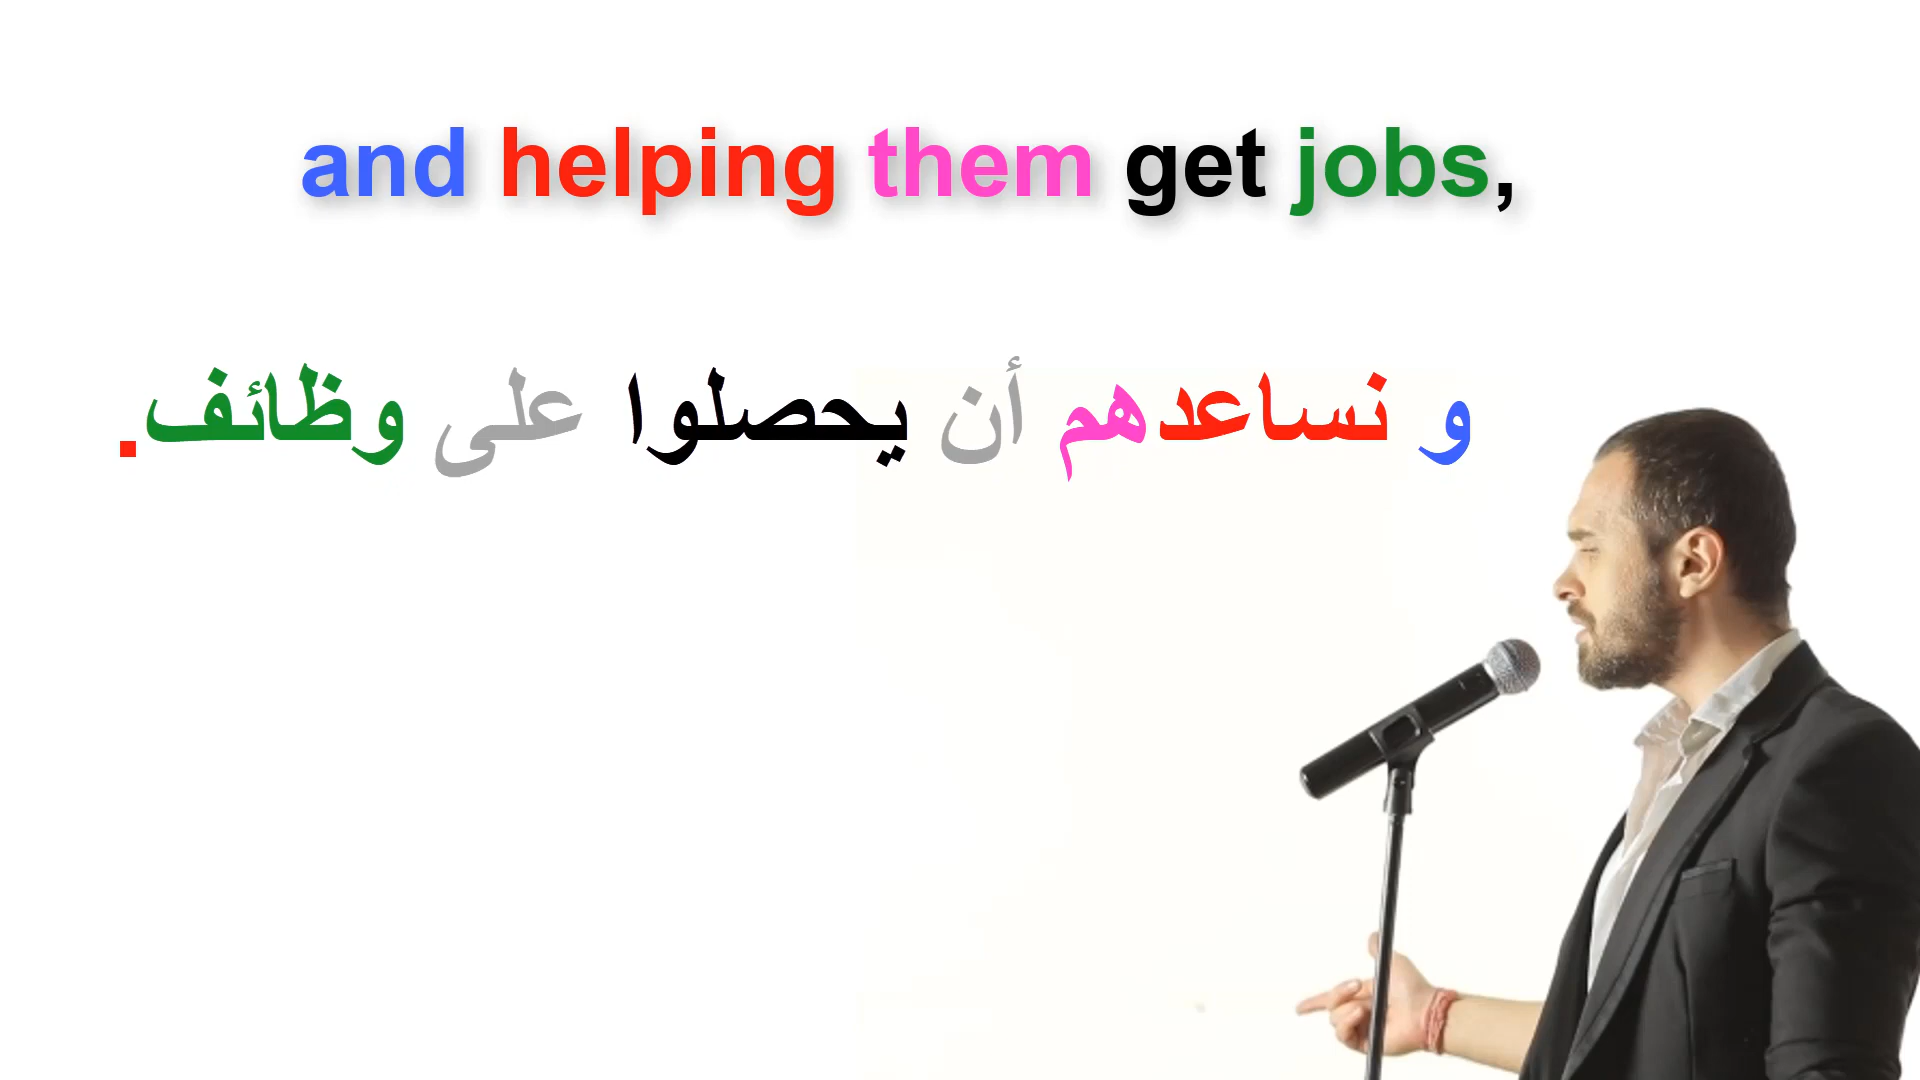 and helping them get jobs,
و نساعدهم أن يحصلوا على وظائف.